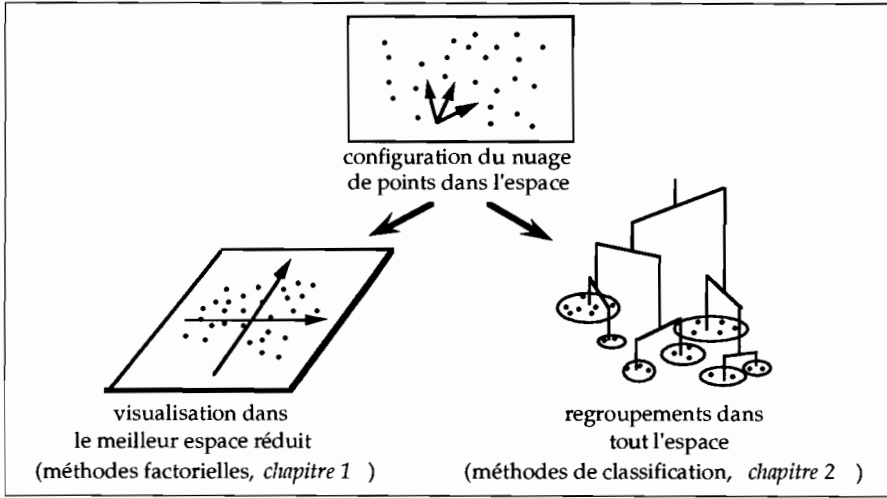 configuration du nuage
de points dans l'espace
visualisation dans
le meilleur espace réduit
(méthodes factorielles, chapitre 1 )
regroupements dans
tout l'espace
(méthodes de classification, chapitre 2 )